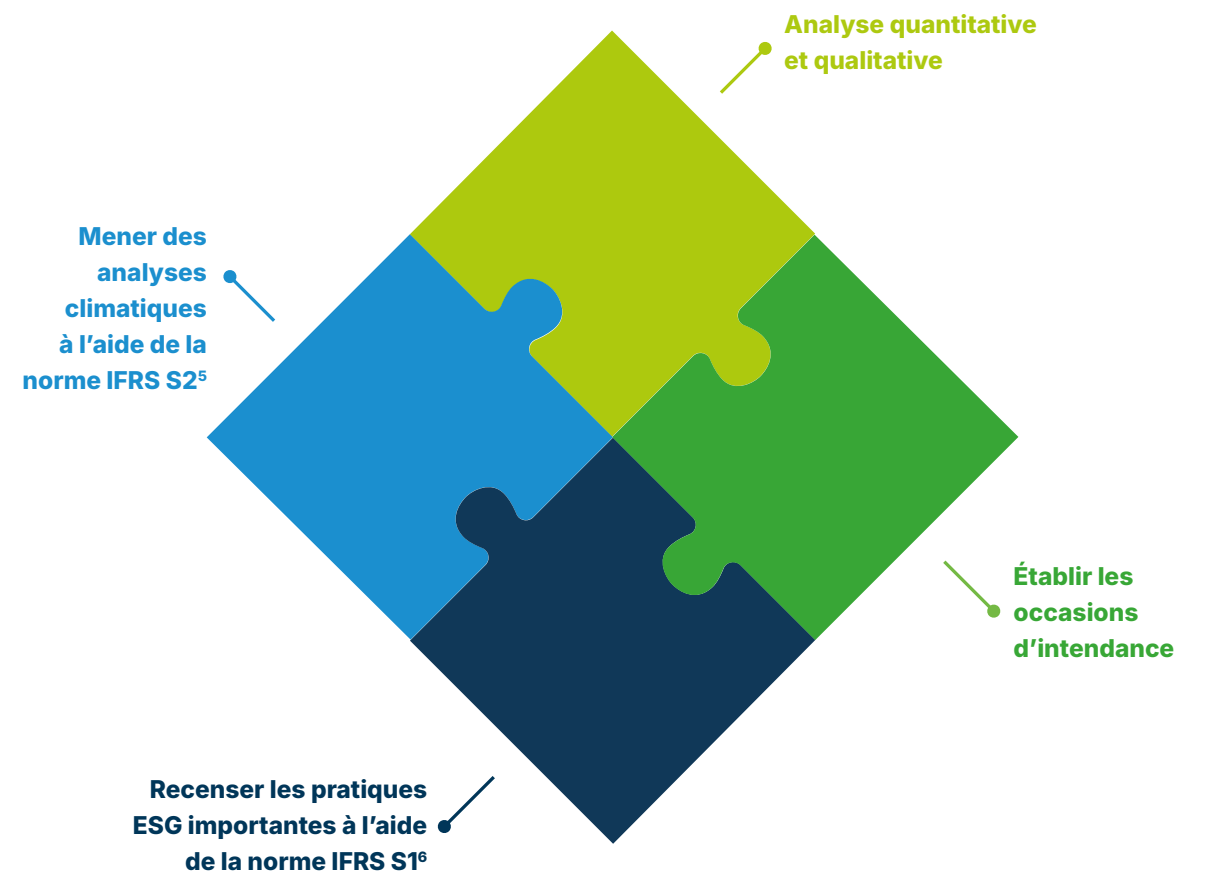 Analyse quantitative
et qualitative
Mener des
analyses
climatiques
à l’aide de la
norme IFRS S2⁵
Établir les
occasions
d’intendance
Recenser les pratiques
ESG importantes à l’aide
de la norme IFRS S1⁶